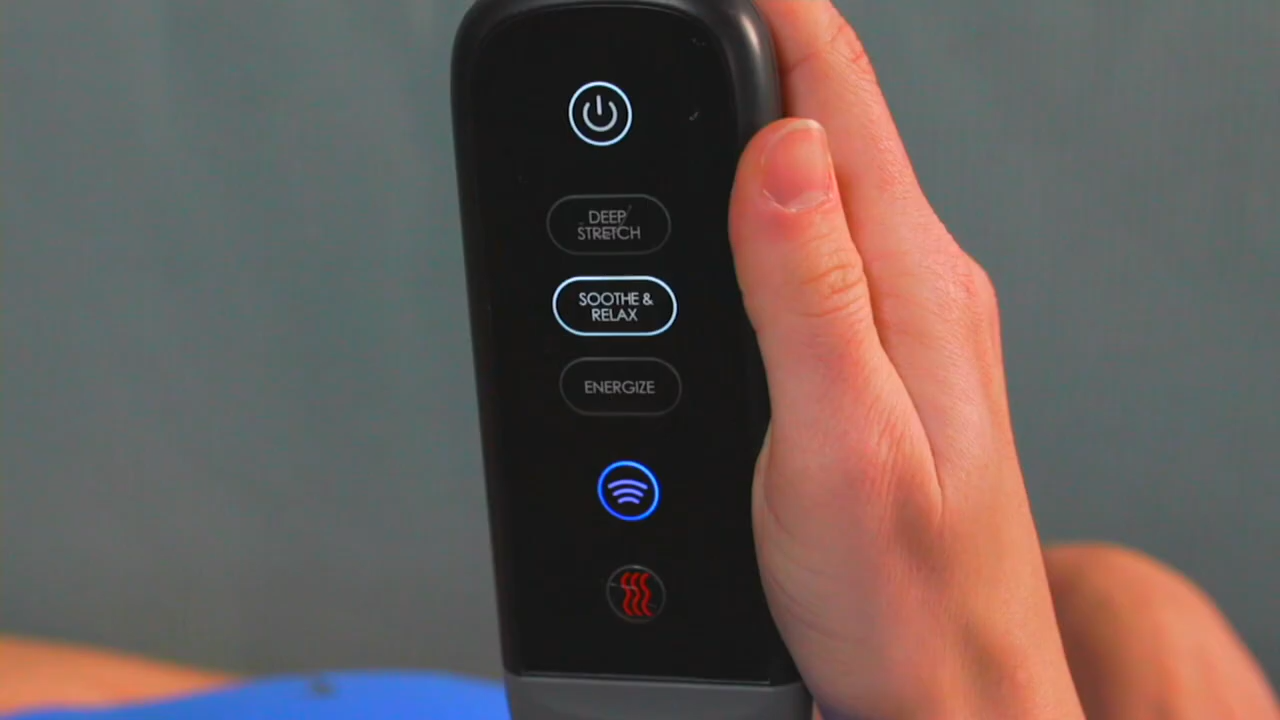 DEEP
STRETCH
SOOTHE &
RELAX
ENERGIZE